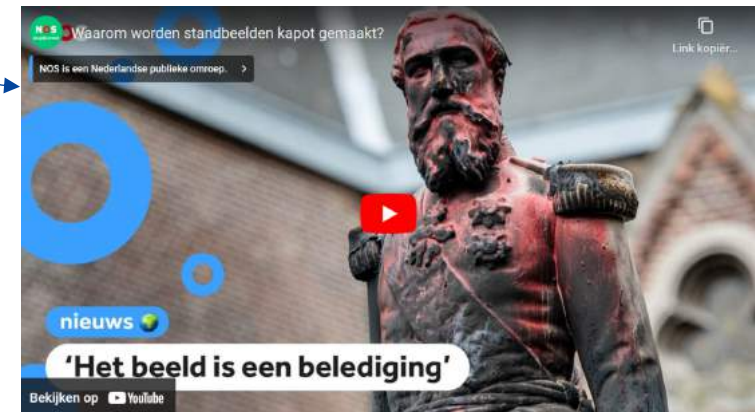 NOS
Waarom worden standbeelden kapot gemaakt?
Link kopiër...
NOS is een Nederlandse publieke omroep.
nieuws
'Het beeld is een belediging'
Bekijken op YouTube